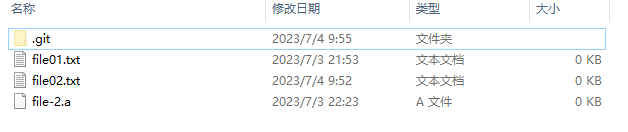 名称 修改日期 类型 大小
.git 2023/7/4 9:55 文件夹
file01.txt 2023/7/3 21:53 文本文档 0 KB
file02.txt 2023/7/4 9:52 文本文档 0 KB
file-2.a 2023/7/3 22:23 A 文件 0 KB